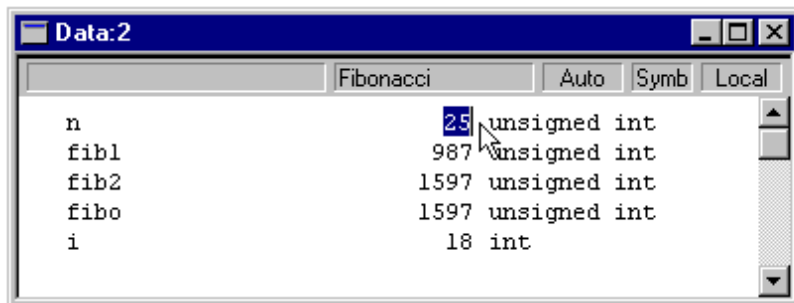 Data:2
Fibonacci Auto Symb Local
n 25 unsigned int
fib1 987 unsigned int
fib2 1597 unsigned int
fibo 1597 unsigned int
i 18 int